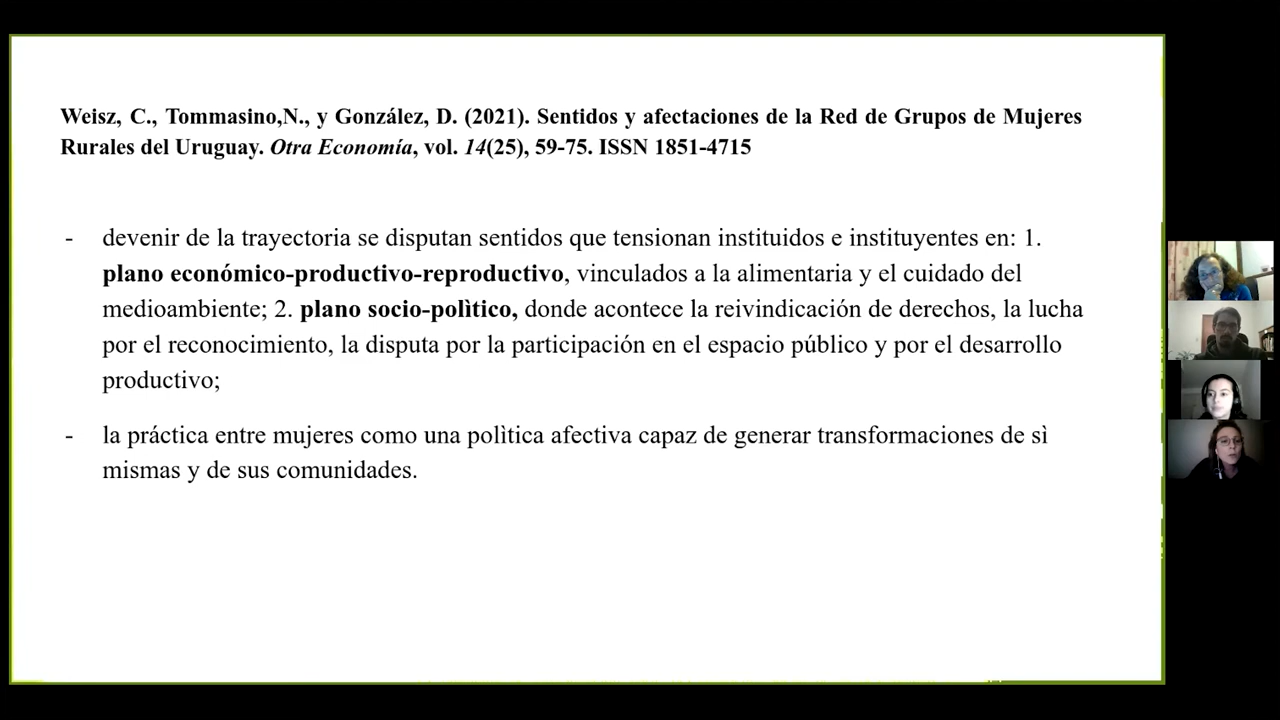 Weisz, C., Tommasino,N., y González, D. (2021). Sentidos y afectaciones de la Red de Grupos de Mujeres
Rurales del Uruguay. Otra Economía, vol. 14(25), 59-75. ISSN 1851-4715
- devenir de la trayectoria se disputan sentidos que tensionan instituidos e instituyentes en: 1.
plano económico-productivo-reproductivo, vinculados a la alimentaria y el cuidado del
medioambiente; 2. plano socio-polìtico, donde acontece la reivindicación de derechos, la lucha
por el reconocimiento, la disputa por la participación en el espacio público y por el desarrollo
productivo;
- la práctica entre mujeres como una polìtica afectiva capaz de generar transformaciones de sì
mismas y de sus comunidades.